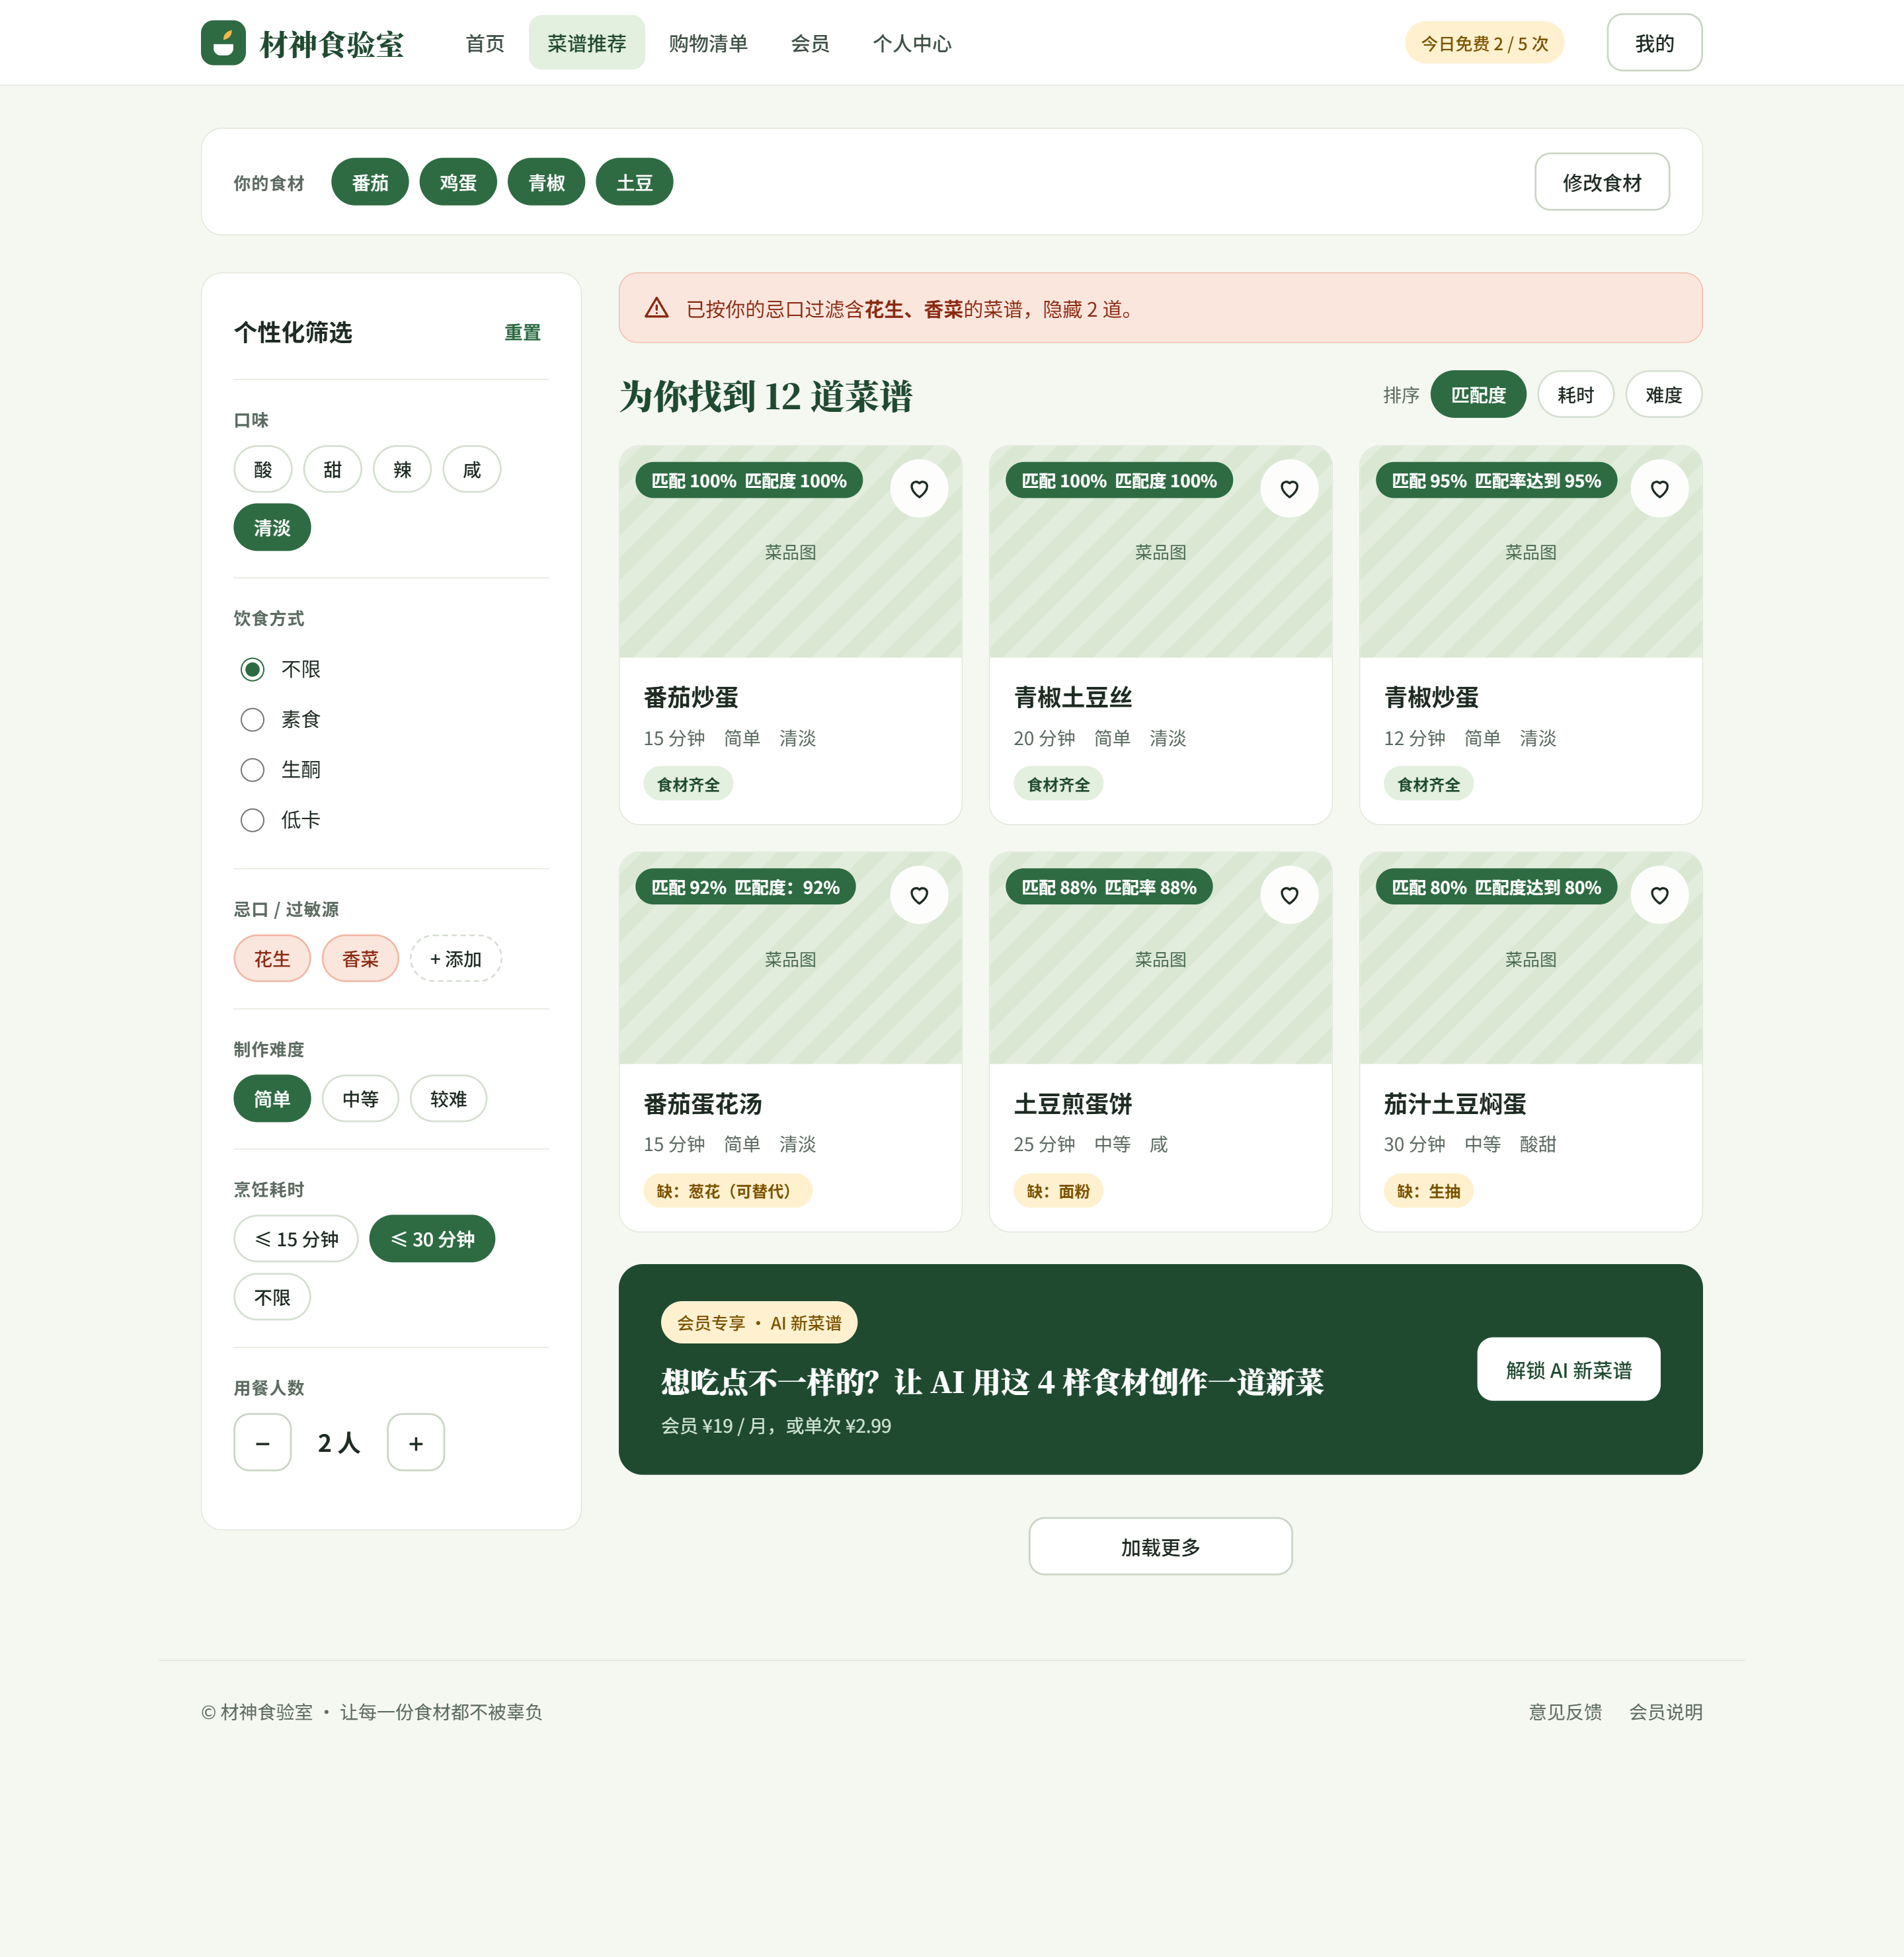 材神食验室
首页 菜谱推荐 购物清单 会员 个人中心
今日免费 2 / 5 次
我的
你的食材 番茄 鸡蛋 青椒 土豆
修改食材
个性化筛选 重置
口味
酸 甜 辣 咸
清淡
饮食方式
不限
素食
生酮
低卡
忌口 / 过敏源
花生 香菜 + 添加
制作难度
简单 中等 较难
烹饪耗时
≤ 15 分钟 ≤ 30 分钟
不限
用餐人数
− 2 人 +
已按你的忌口过滤含花生、香菜的菜谱，隐藏 2 道。
为你找到 12 道菜谱
排序 匹配度 耗时 难度
匹配 100% 匹配度 100%
菜品图
番茄炒蛋
15 分钟 简单 清淡
食材齐全
匹配 100% 匹配度 100%
菜品图
青椒土豆丝
20 分钟 简单 清淡
食材齐全
匹配 95% 匹配率达到 95%
菜品图
青椒炒蛋
12 分钟 简单 清淡
食材齐全
匹配 92% 匹配度：92%
菜品图
番茄蛋花汤
15 分钟 简单 清淡
缺：葱花（可替代）
匹配 88% 匹配率 88%
菜品图
土豆煎蛋饼
25 分钟 中等 咸
缺：面粉
匹配 80% 匹配度达到 80%
菜品图
茄汁土豆焖蛋
30 分钟 中等 酸甜
缺：生抽
会员专享 · AI 新菜谱
想吃点不一样的？让 AI 用这 4 样食材创作一道新菜
会员 ¥19 / 月，或单次 ¥2.99
解锁 AI 新菜谱
加载更多
© 材神食验室 · 让每一份食材都不被辜负
意见反馈 会员说明